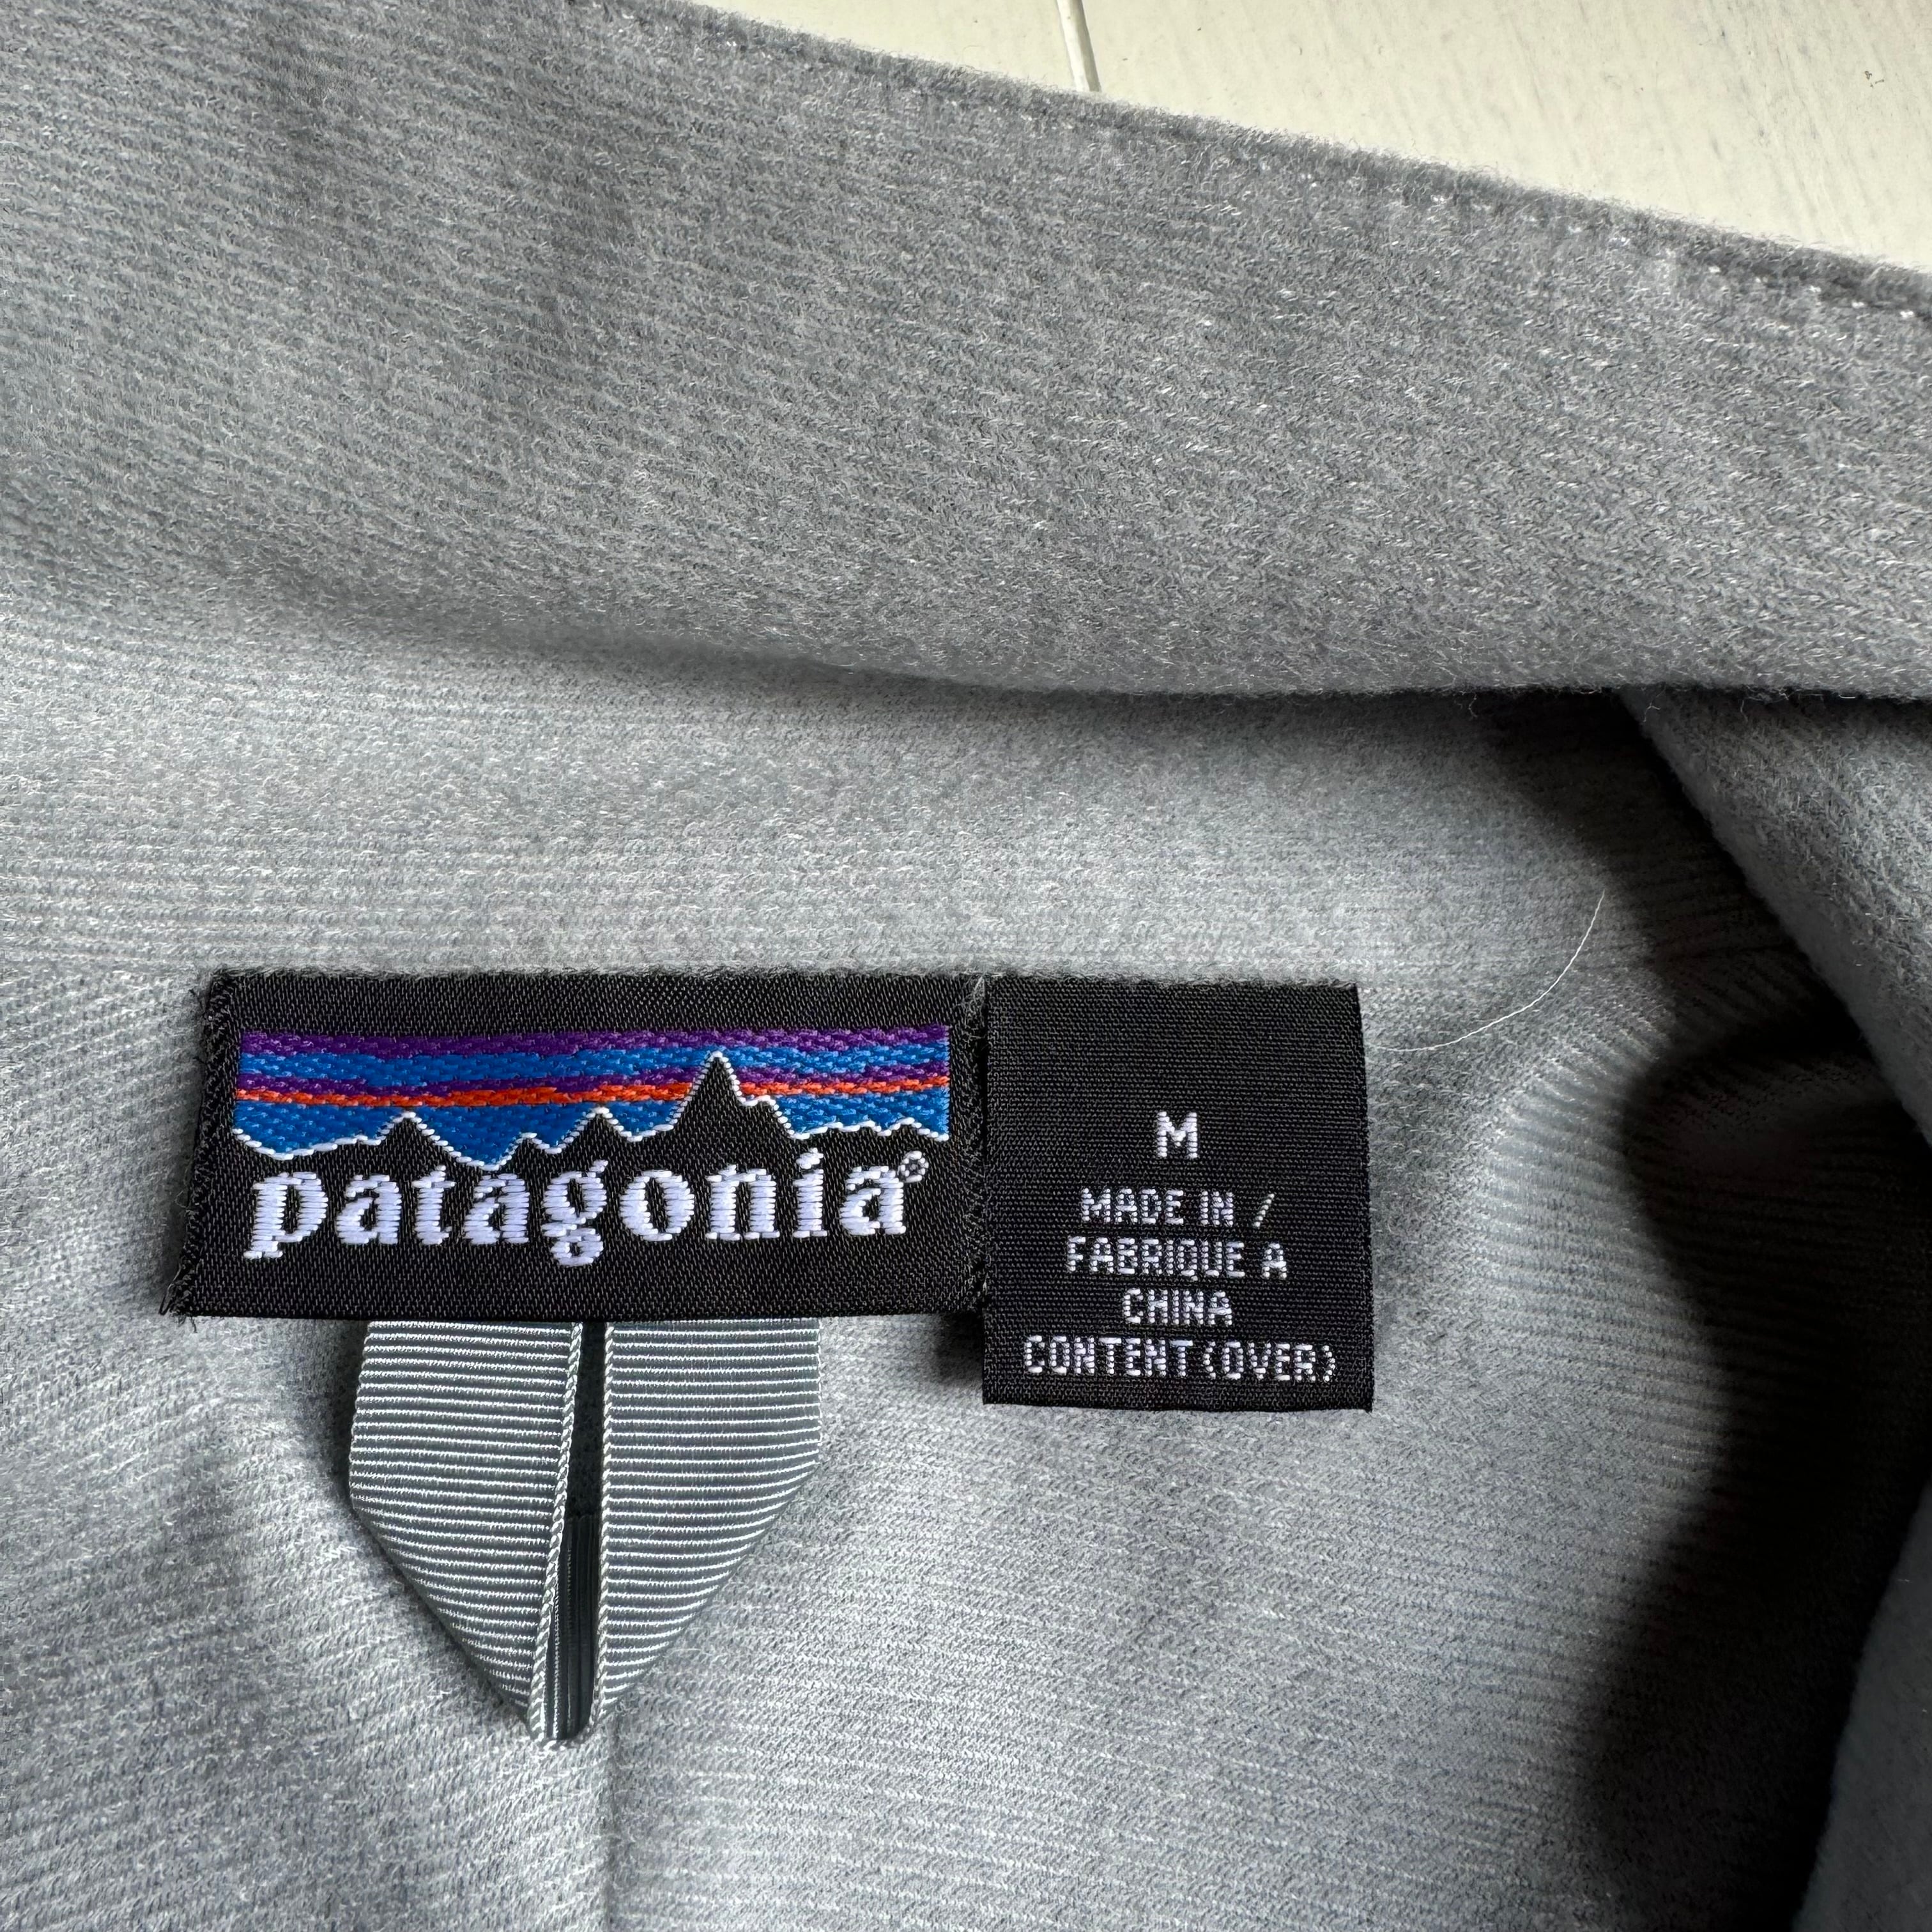 patagonia®
M
MADE IN /
FABRIQUE A
CHINA
CONTENT (OVER)